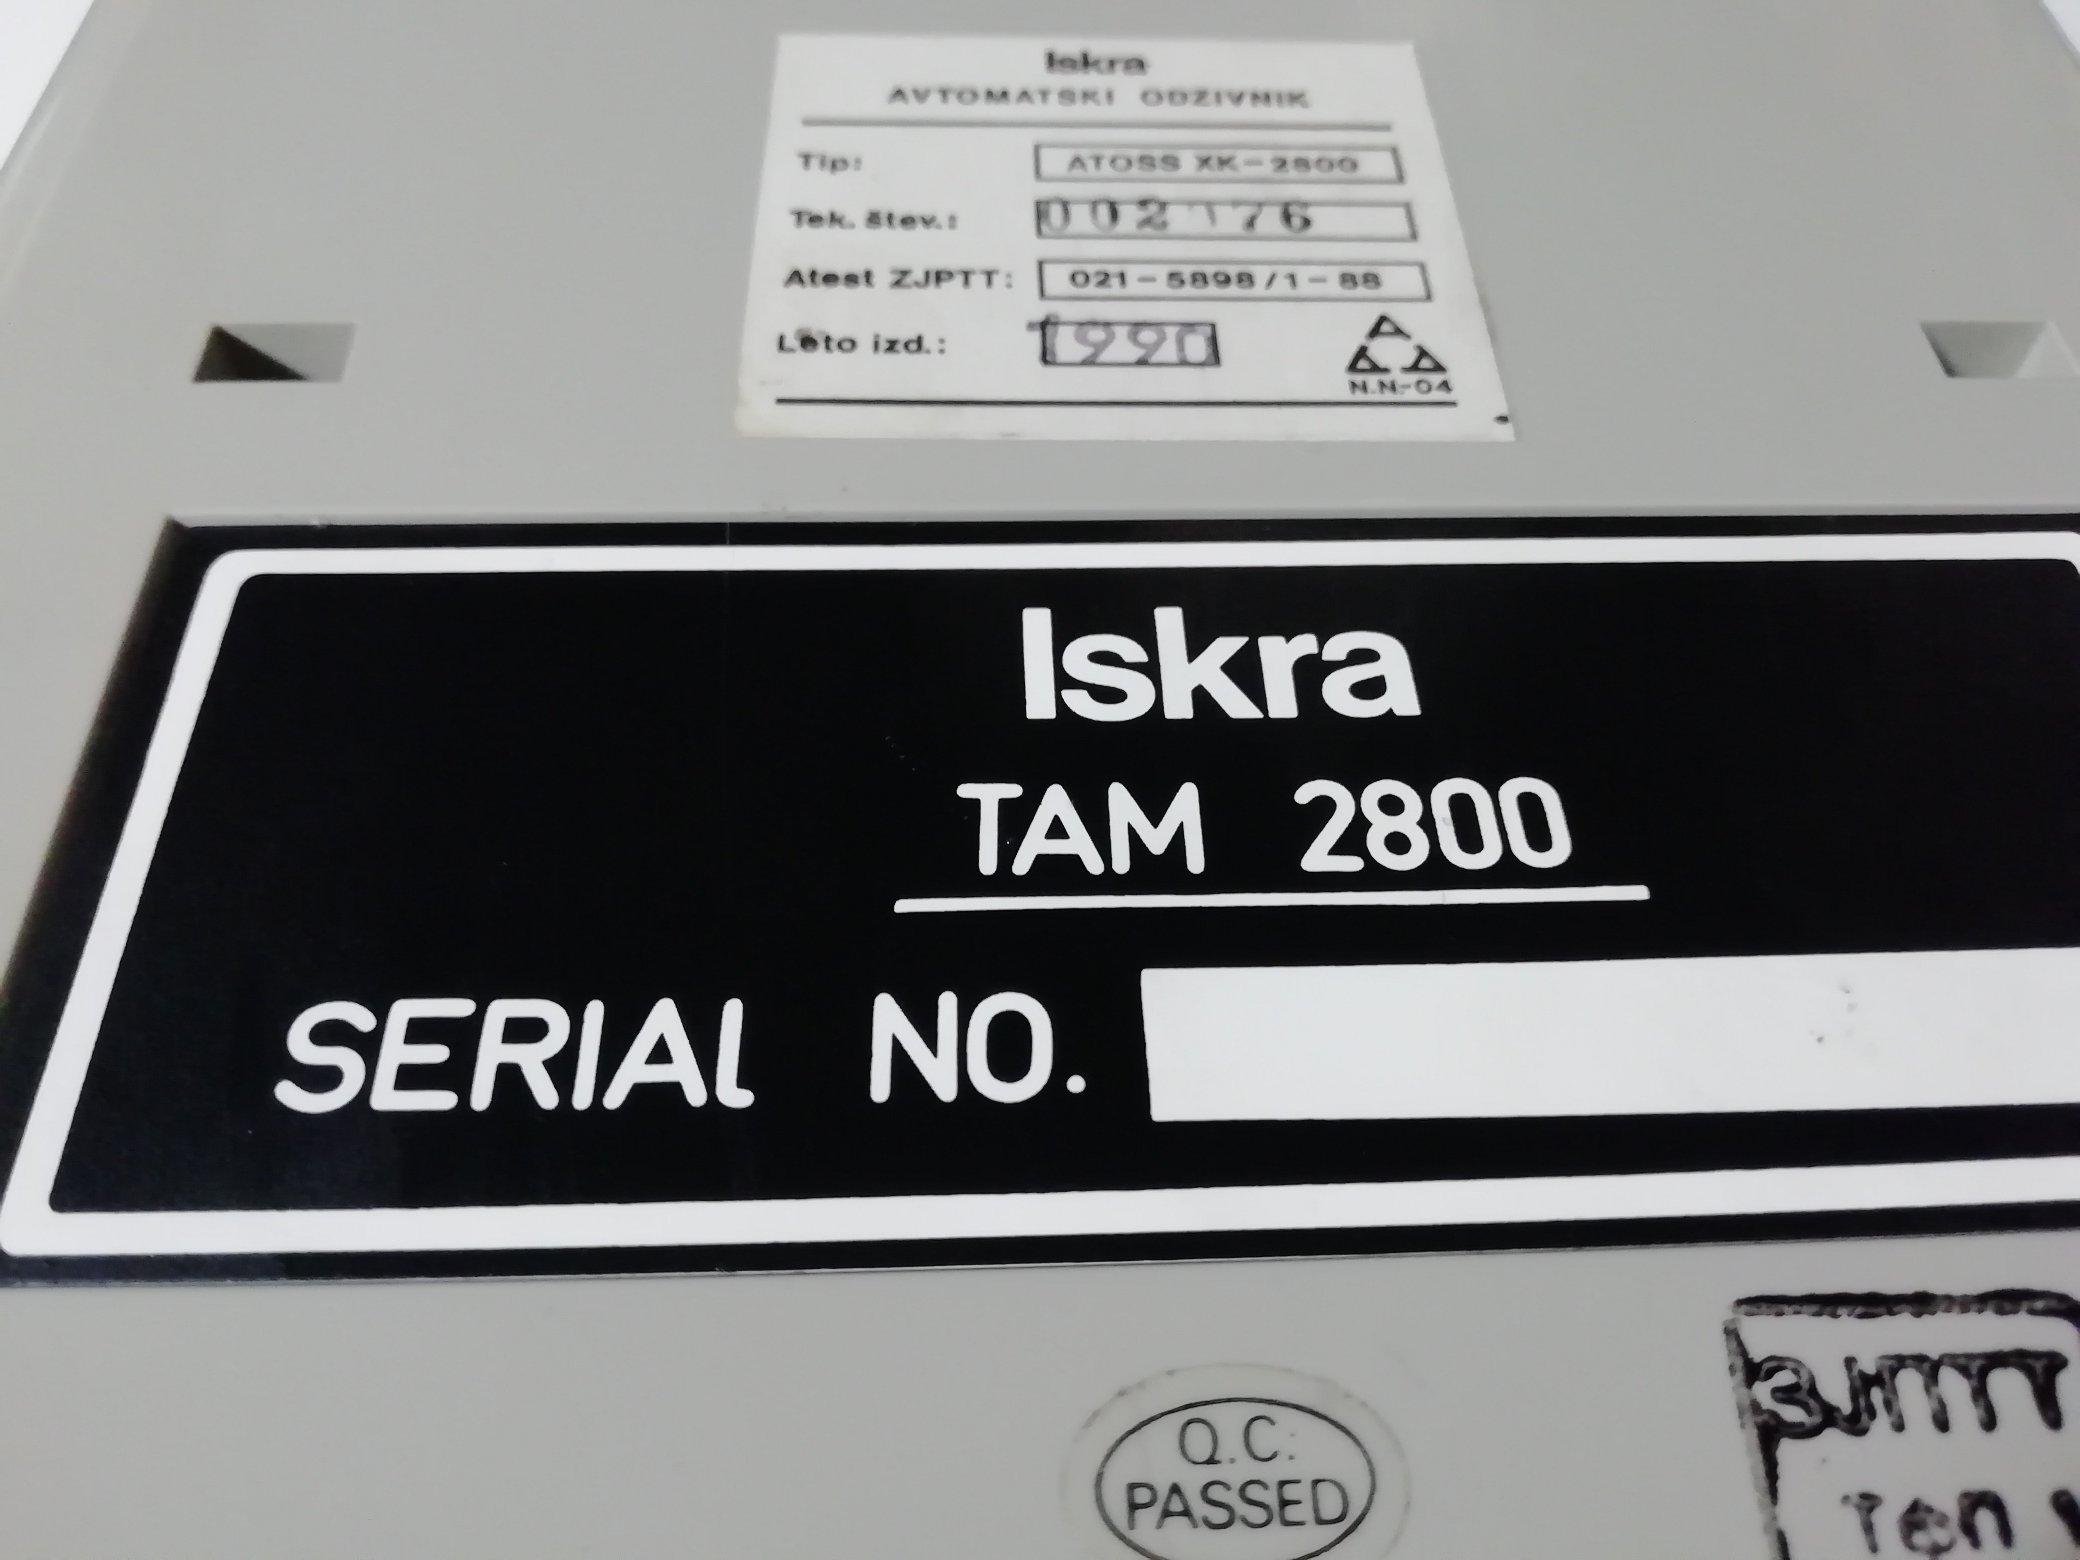 Iskra
AVTOMATSKI ODZIVNIK
Tip: ATOSS XK-2800
Tek. štev.: 002176
Atest ZJPTT: 021-5898/1-88
Leto izd.: 1990
N.N.-04
Iskra
TAM 2800
SERIAL NO.
Q.C.
PASSED
ЗЈПТТ